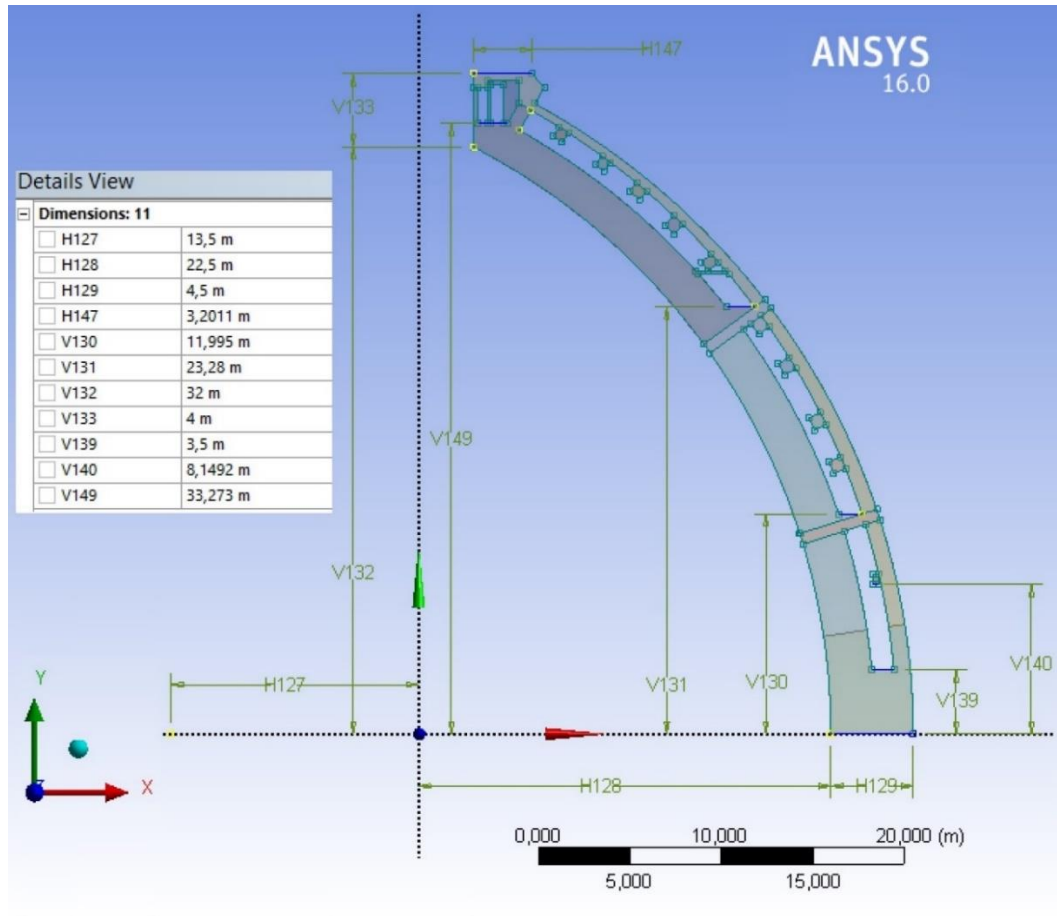 H147
ANSYS
16.0
V133
Details View
Dimensions: 11
H127 13,5 m
H128 22,5 m
H129 4,5 m
H147 3,2011 m
V130 11,995 m
V131 23,28 m
V132 32 m
V133 4 m
V139 3,5 m
V140 8,1492 m
V149 33,273 m
V149
V132
V140
Y
H127
V131
V130
V139
X
H128
H129
0,000 10,000 20,000 (m)
5,000 15,000